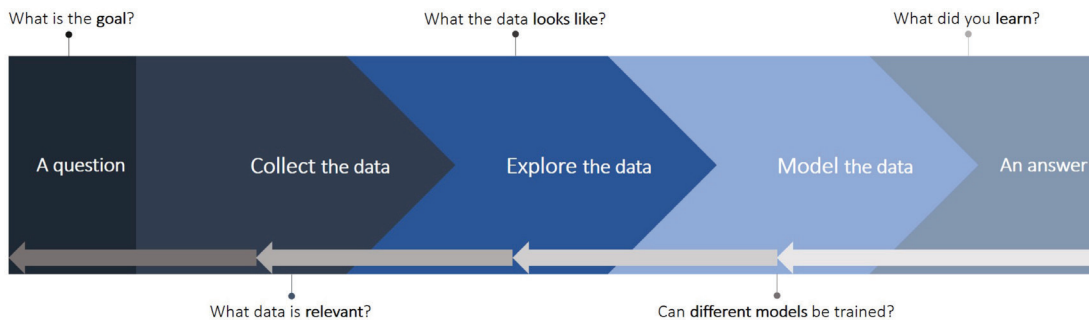 What is the goal?
What the data looks like?
What did you learn?
A question
Collect the data
Explore the data
Model the data
An answer
What data is relevant?
Can different models be trained?